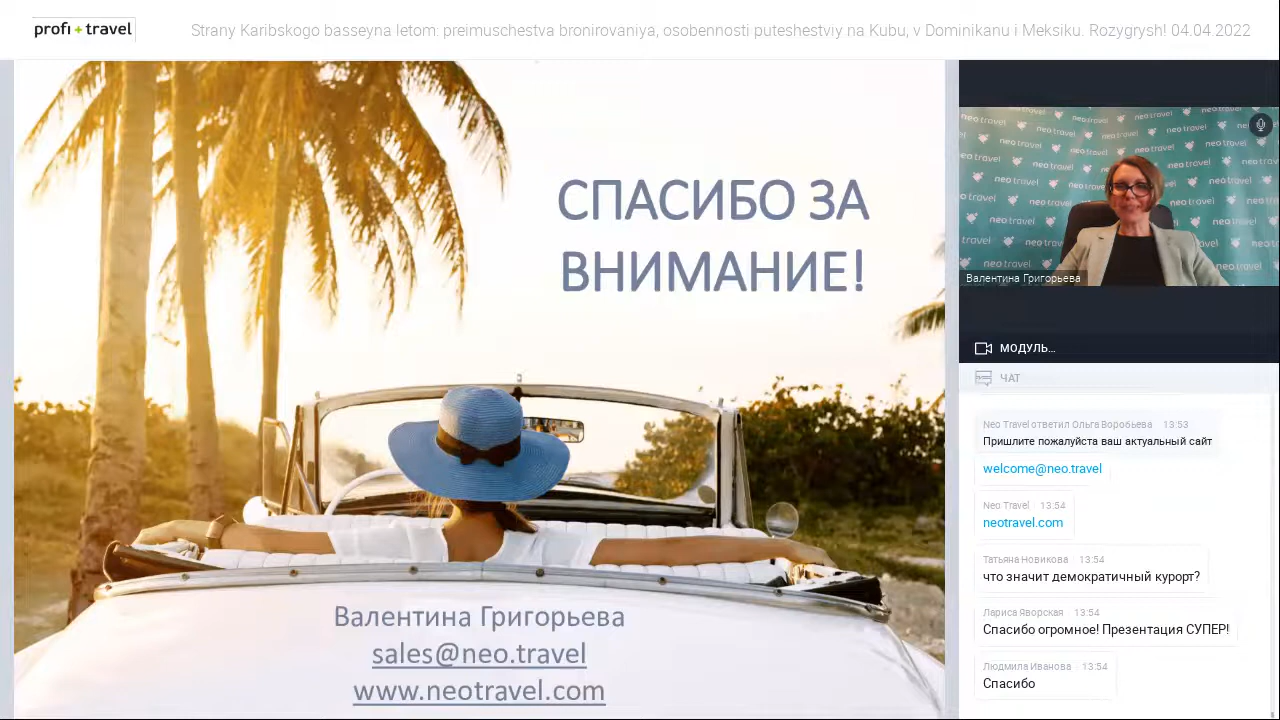 profi + travel
Strany Karibskogo basseyna letom: preimuschestva bronirovaniya, osobennosti puteshestviy na Kubu, v Dominikanu i Meksiku. Rozygrysh! 04.04.2022
СПАСИБО ЗА
ВНИМАНИЕ!
Валентина Григорьева
sales@neo.travel
www.neotravel.com
neo travel
Валентина Григорьева
МОДУЛЬ...
ЧАТ
Neo Travel ответил Ольга Воробьева 13:53
Пришлите пожалуйста ваш актуальный сайт
welcome@neo.travel
Neo Travel 13:54
neotravel.com
Татьяна Новикова 13:54
что значит демократичный курорт?
Лариса Яворская 13:54
Спасибо огромное! Презентация СУПЕР!
Людмила Иванова 13:54
Спасибо